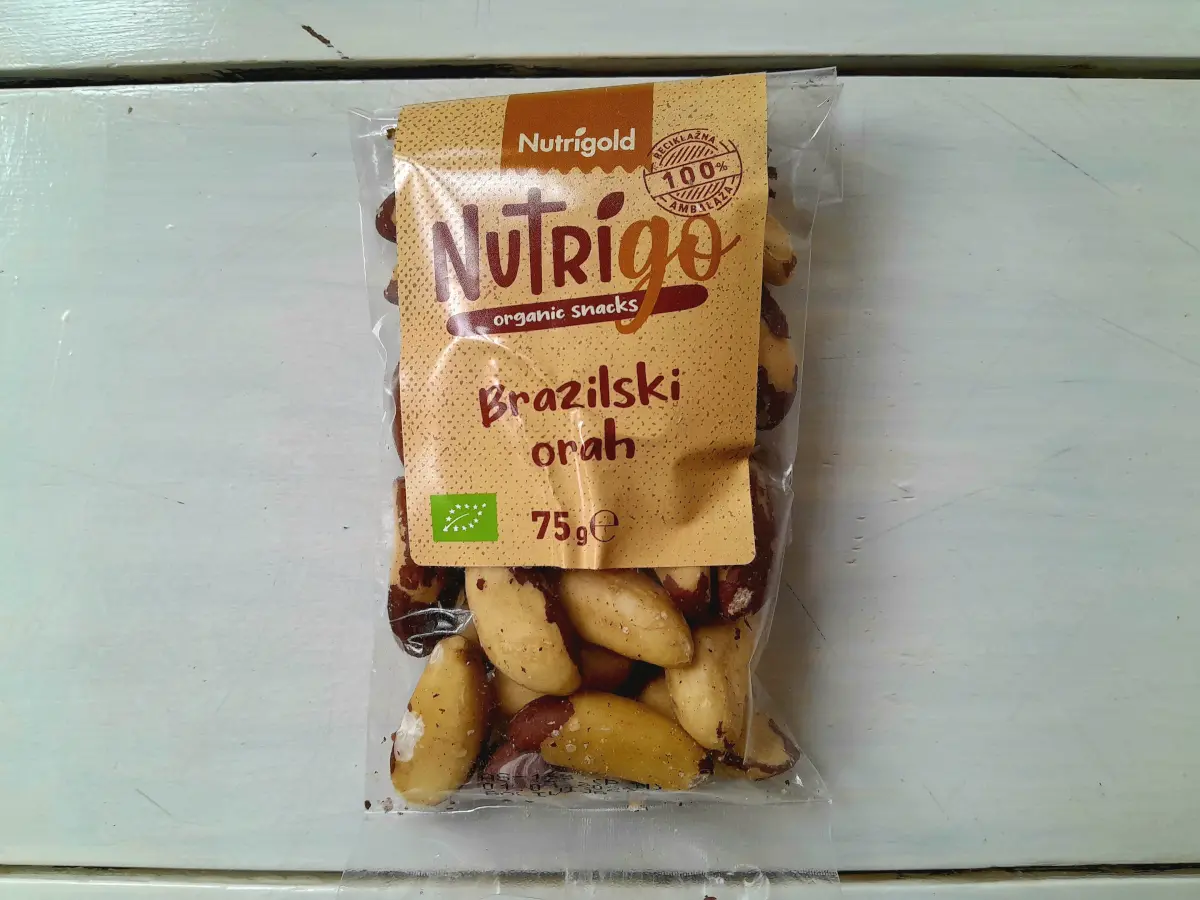 Nutrigold
RECIKLAŽNA
100%
AMBALAŽA
NUTRIgo
organic snacks
Brazilski
orah
75g e